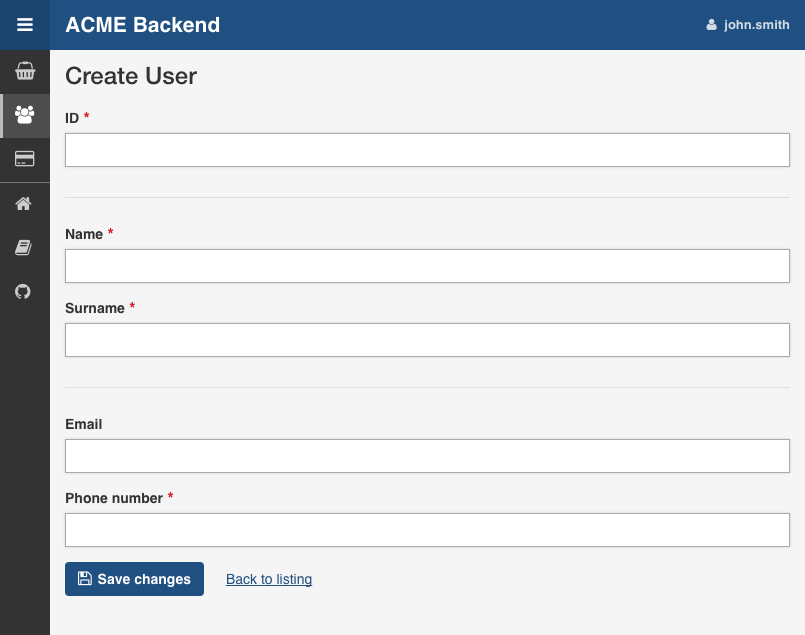 ACME Backend
john.smith
Create User
ID *
Name *
Surname *
Email
Phone number *
Save changes
Back to listing